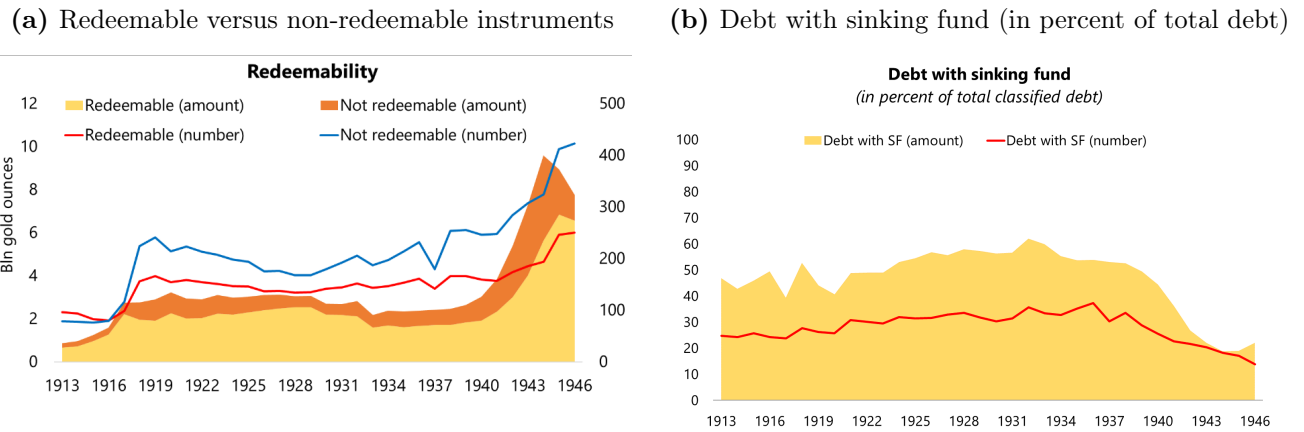 (a) Redeemable versus non-redeemable instruments
Redeemability
12
10
8
6
4
2
0
Bln gold ounces
Redeemable (amount)
Not redeemable (amount)
Redeemable (number)
Not redeemable (number)
500
400
300
200
100
0
1913 1916 1919 1922 1925 1928 1931 1934 1937 1940 1943 1946
(b) Debt with sinking fund (in percent of total debt)
Debt with sinking fund
(in percent of total classified debt)
Debt with SF (amount)
Debt with SF (number)
100
90
80
70
60
50
40
30
20
10
0
1913 1916 1919 1922 1925 1928 1931 1934 1937 1940 1943 1946